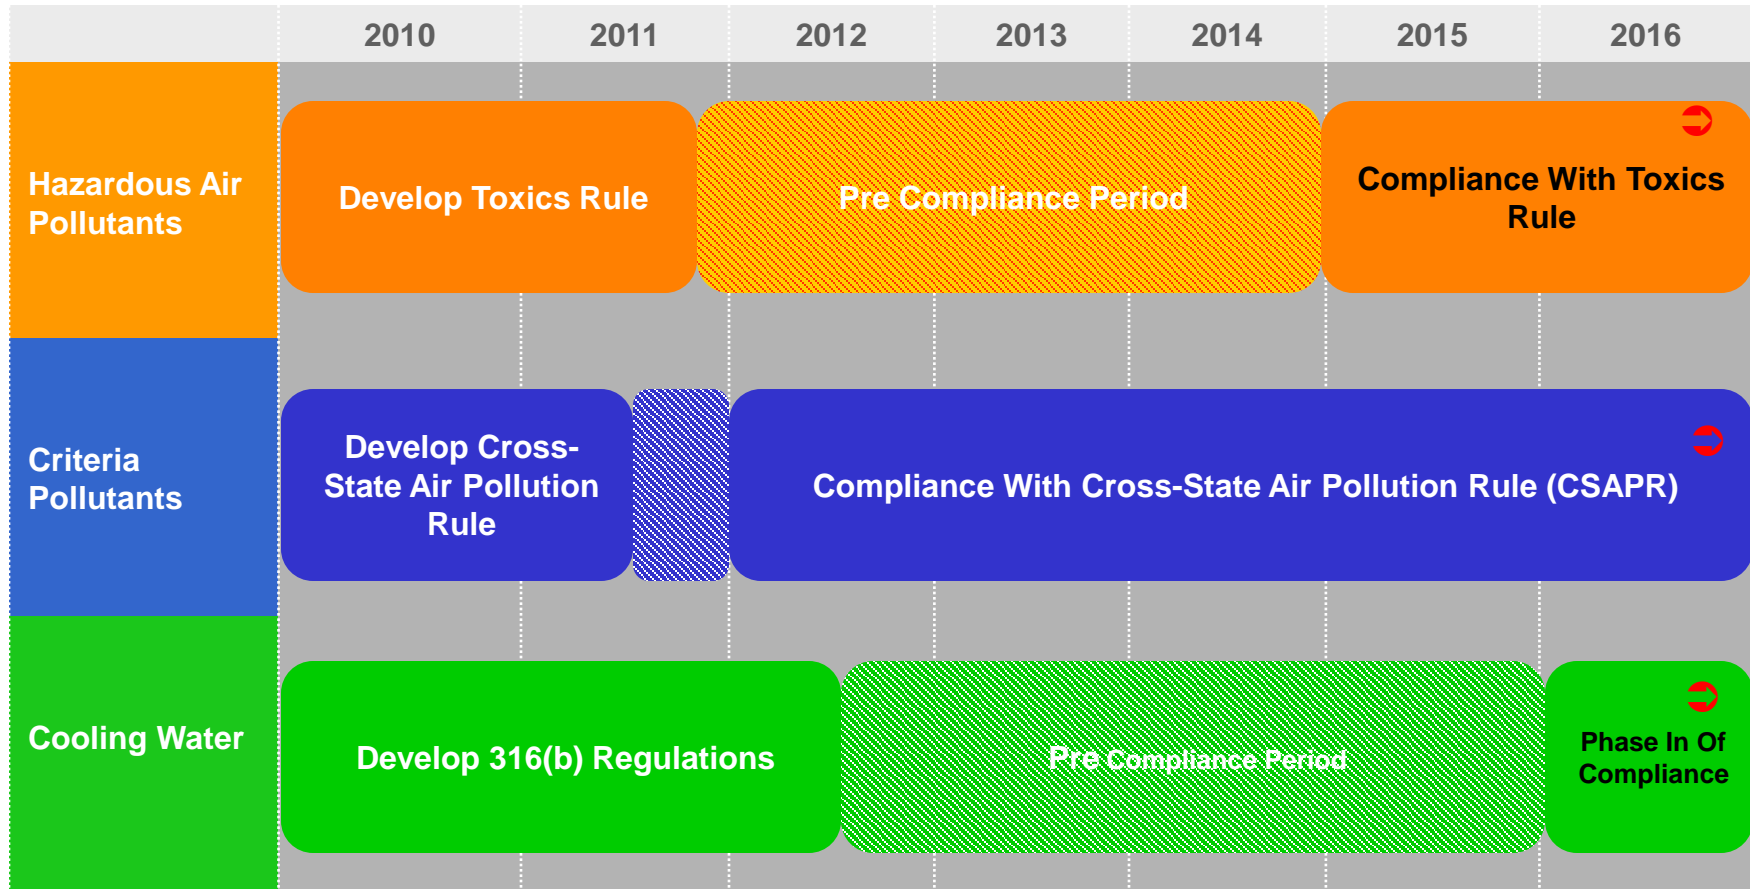 2010 2011 2012 2013 2014 2015 2016
Hazardous Air
Pollutants
Develop Toxics Rule
Pre Compliance Period
Compliance With Toxics
Rule
Criteria
Pollutants
Develop Cross-
State Air Pollution
Rule
Compliance With Cross-State Air Pollution Rule (CSAPR)
Cooling Water
Develop 316(b) Regulations
Pre Compliance Period
Phase In Of
Compliance